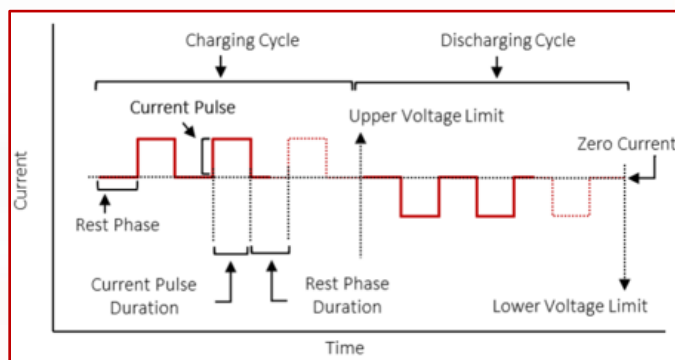 Charging Cycle
Discharging Cycle
Current Pulse
Upper Voltage Limit
Zero Current
Current
Rest Phase
Current Pulse
Duration
Rest Phase
Duration
Lower Voltage Limit
Time